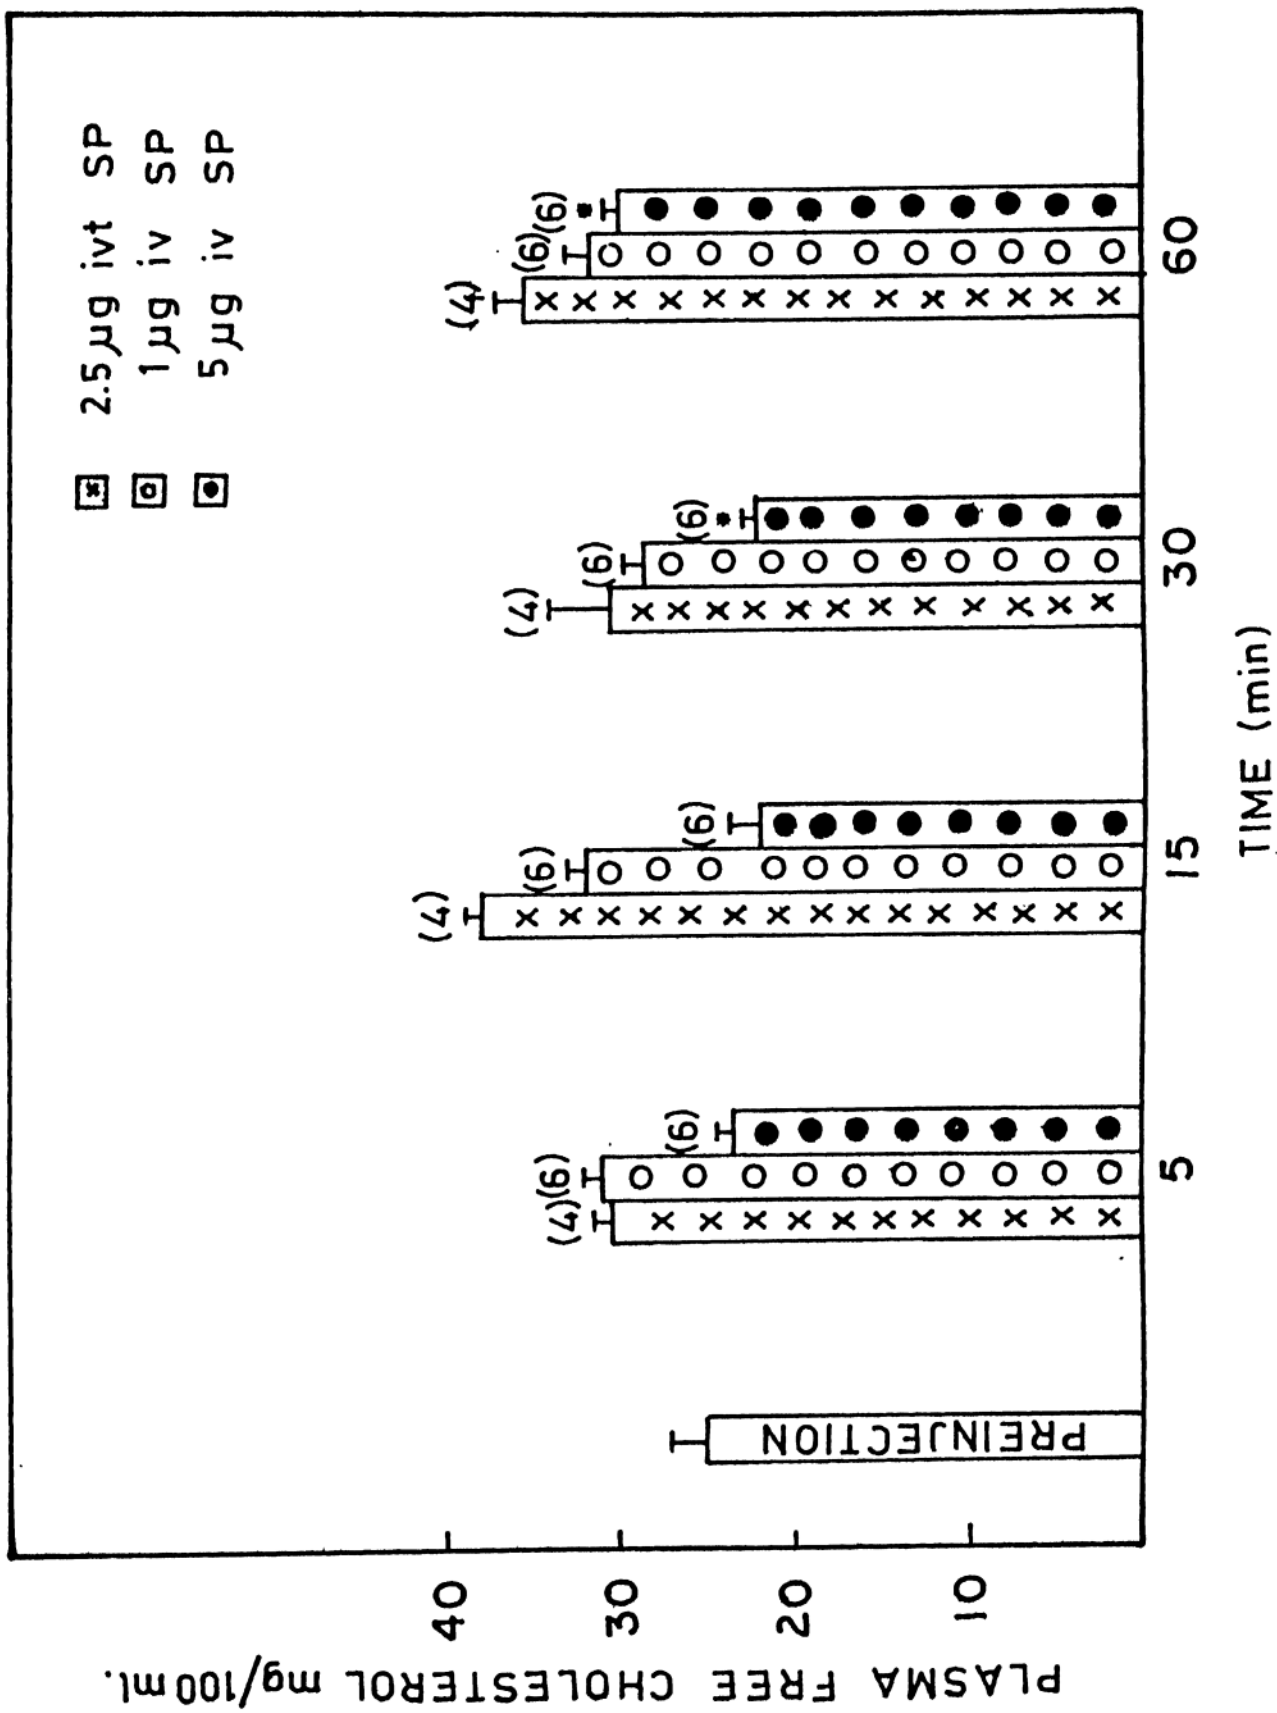 2.5 µg ivt SP
1 µg iv SP
5 µg iv SP
PLASMA FREE CHOLESTEROL mg/100 ml.
40
30
20
10
PREINJECTION
(4) (6) (6)
(4) (6) (6)
(4) (6) (6) *
(4) (6) (6) *
5 15 30 60
TIME (min)